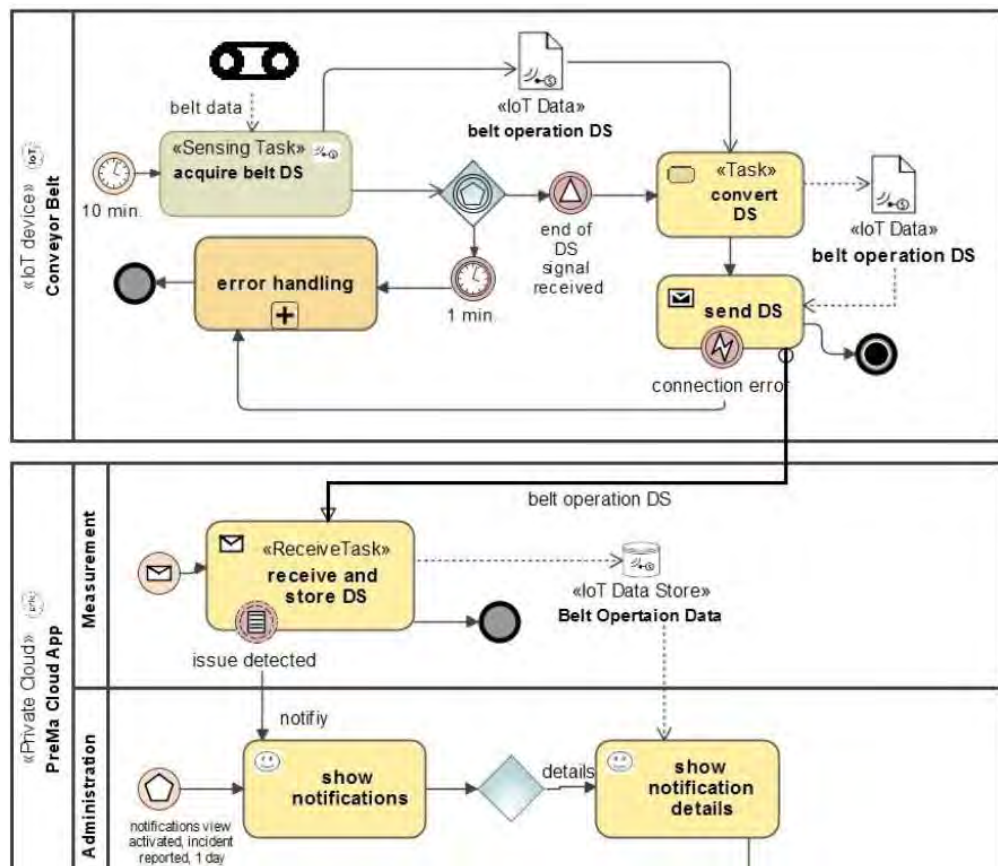 «IoT device» IoT
Conveyor Belt
belt data
«Sensing Task»
acquire belt DS
10 min.
«IoT Data»
belt operation DS
«Task»
convert
DS
«IoT Data»
belt operation DS
end of
DS
signal
received
error handling
1 min.
send DS
connection error
belt operation DS
«Private Cloud»
PreMa Cloud App
Measurement
«ReceiveTask»
receive and
store DS
issue detected
«IoT Data Store»
Belt Opertaion Data
notifiy
Administration
show
notifications
details
show
notification
details
notifications view
activated, incident
reported, 1 day